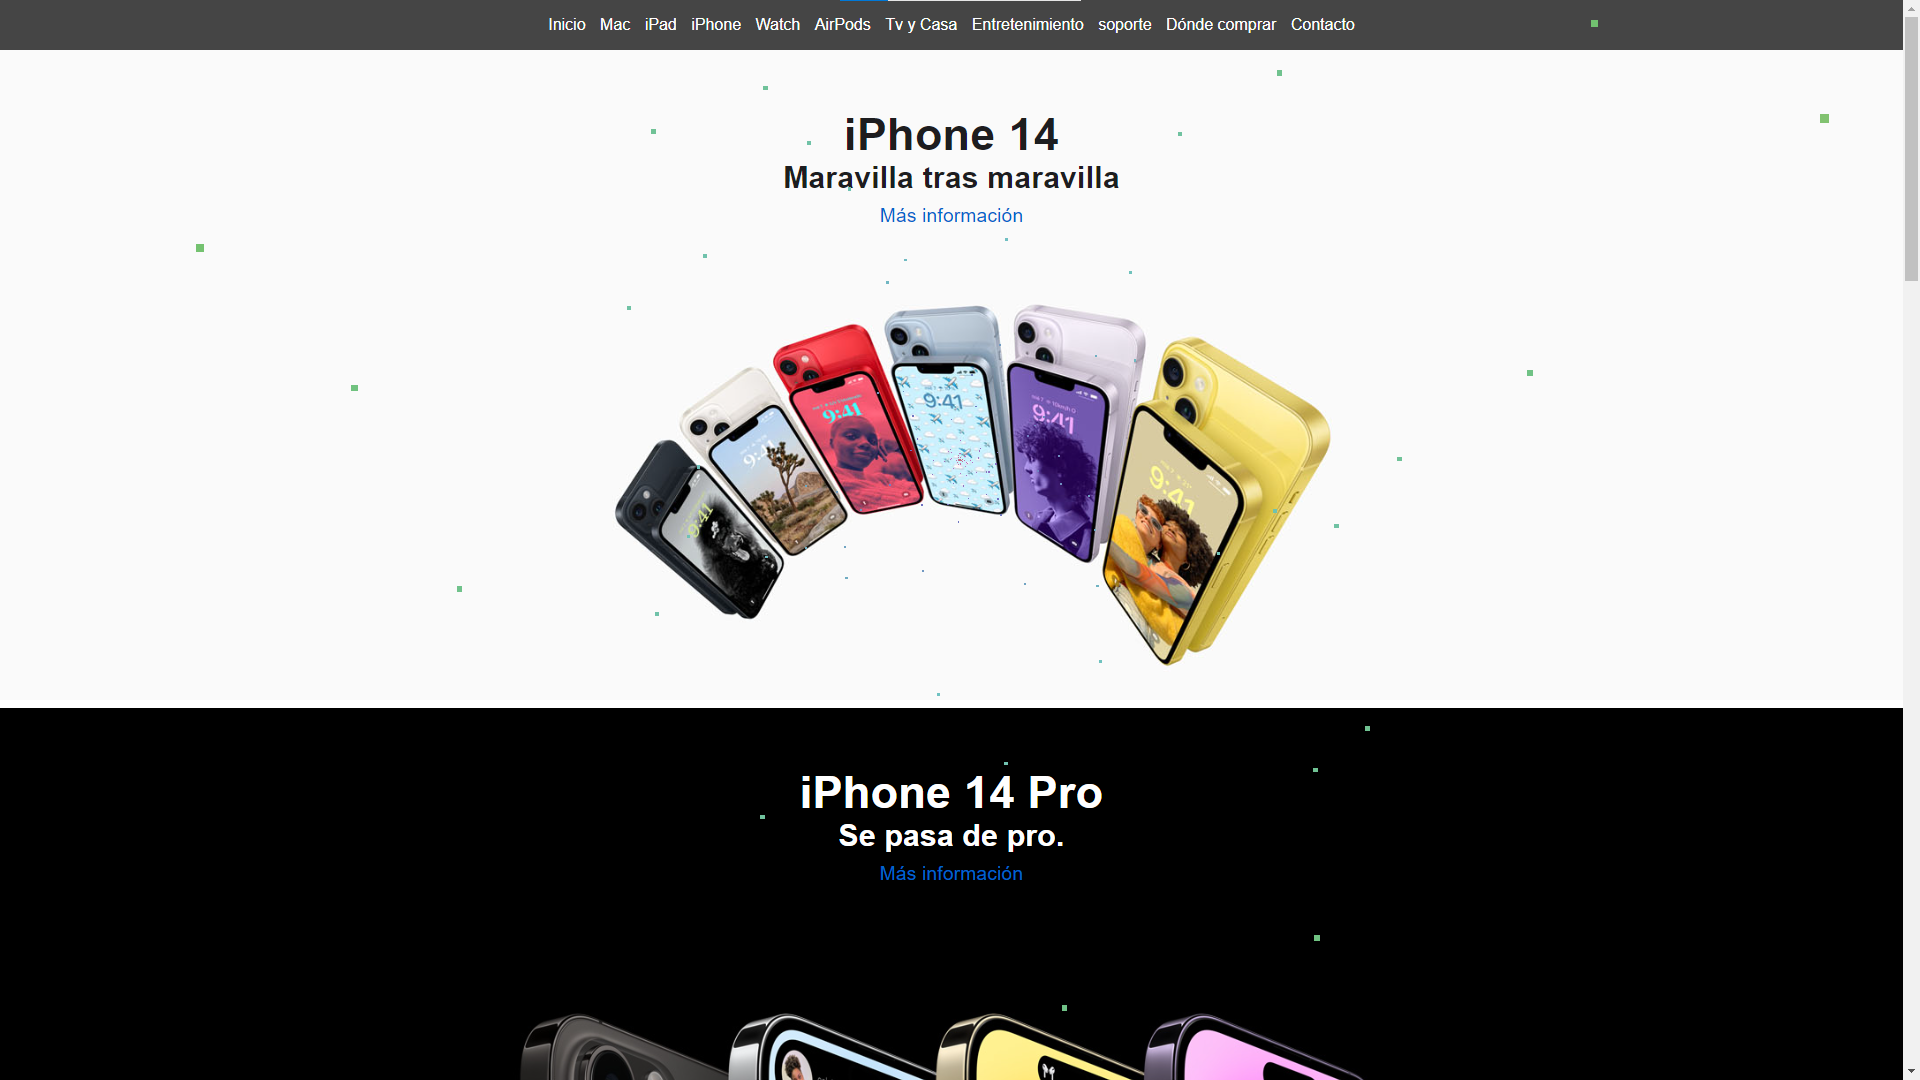 Inicio Mac iPad iPhone Watch AirPods Tv y Casa Entretenimiento soporte Dónde comprar Contacto
iPhone 14
Maravilla tras maravilla
Más información
9:41
9:41
9:41
9:41
9:41
9:41
iPhone 14 Pro
Se pasa de pro.
Más información